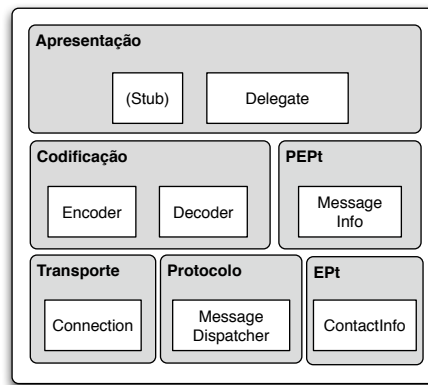 Apresentação
(Stub)
Delegate
Codificação
PEPt
Encoder
Decoder
Message
Info
Transporte
Protocolo
EPt
Connection
Message
Dispatcher
ContactInfo